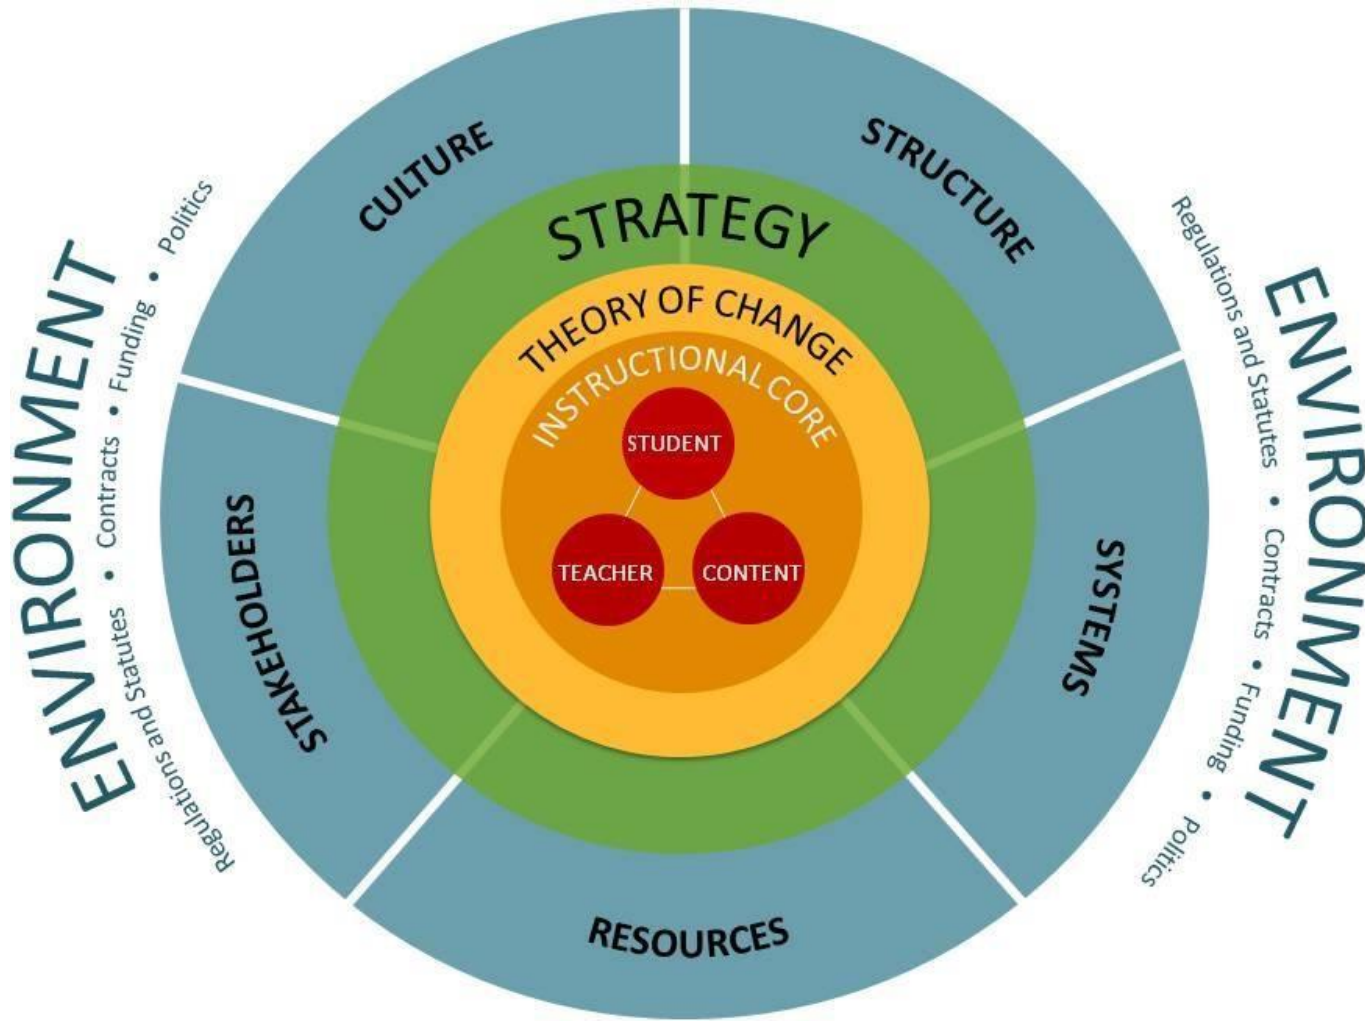 CULTURE
STRUCTURE
STRATEGY
THEORY OF CHANGE
INSTRUCTIONAL CORE
STUDENT
TEACHER
CONTENT
STAKEHOLDERS
SYSTEMS
RESOURCES
ENVIRONMENT
Regulations and Statutes • Contracts • Funding • Politics
ENVIRONMENT
Regulations and Statutes • Contracts • Funding • Politics